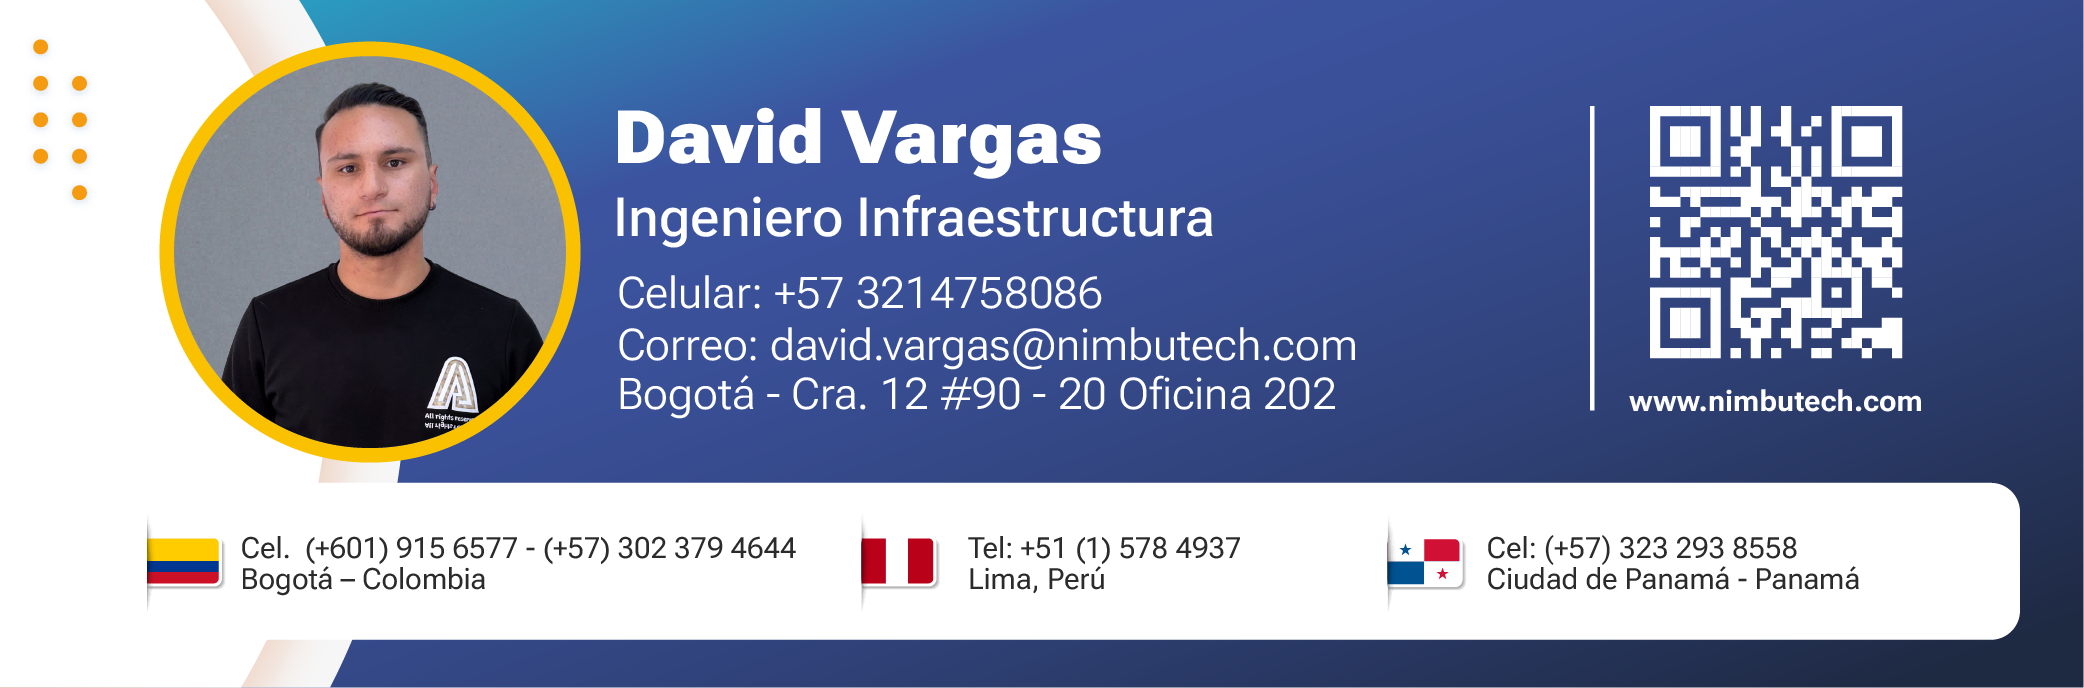 David Vargas
Ingeniero Infraestructura
Celular: +57 3214758086
Correo: david.vargas@nimbutech.com
Bogotá - Cra. 12 #90 - 20 Oficina 202
www.nimbutech.com
All rights
Cel. (+601) 915 6577 - (+57) 302 379 4644
Bogotá – Colombia
Tel: +51 (1) 578 4937
Lima, Perú
Cel: (+57) 323 293 8558
Ciudad de Panamá - Panamá